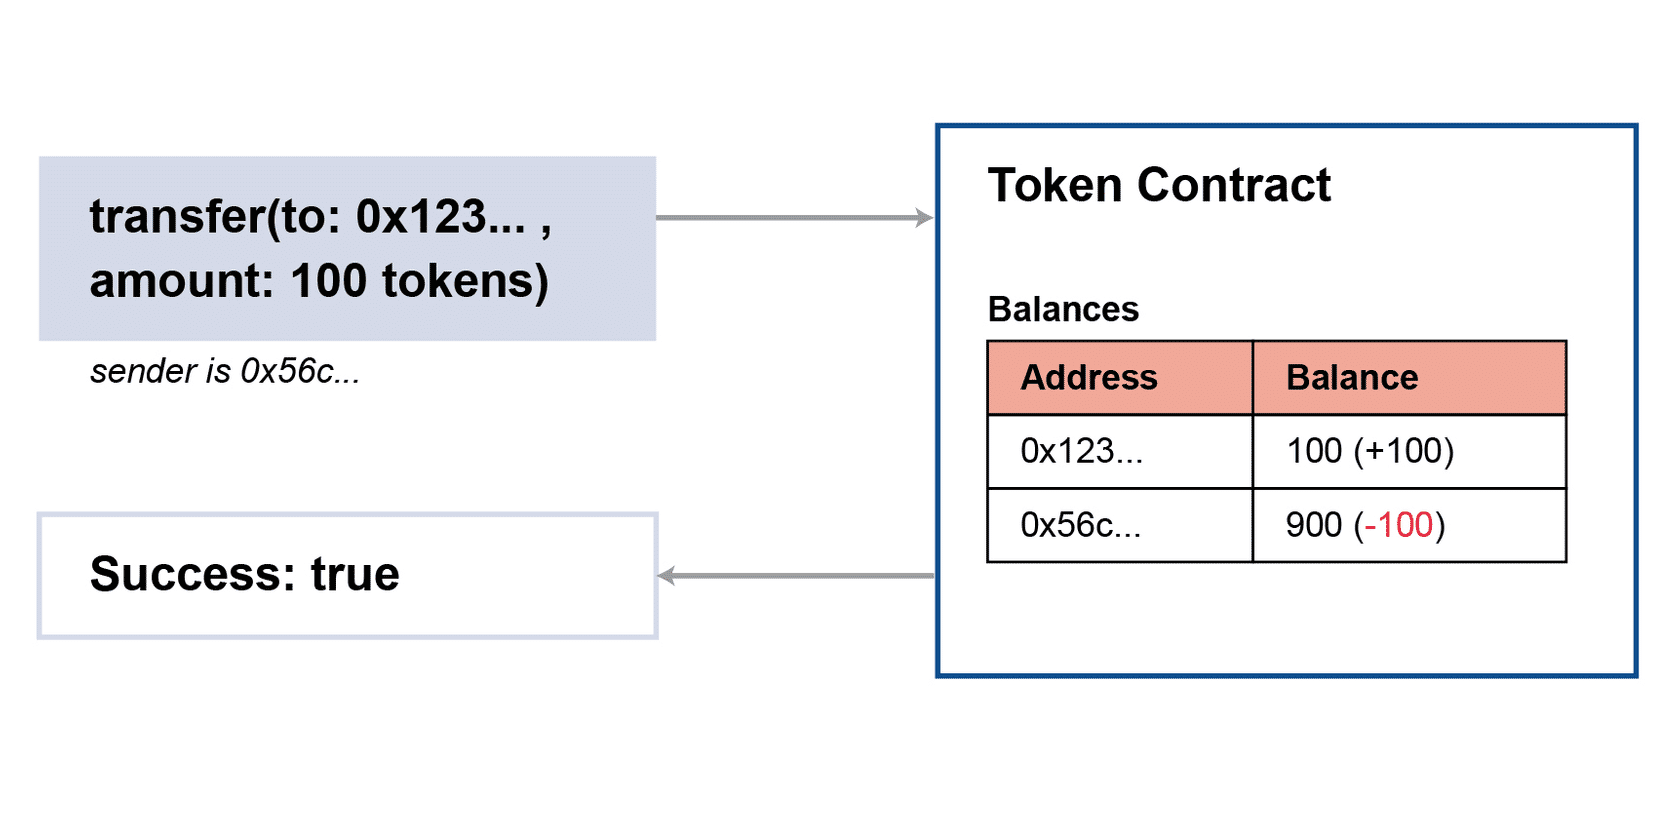 transfer(to: 0x123... ,
amount: 100 tokens)
sender is 0x56c...
Success: true
Token Contract
Balances
Address Balance
0x123... 100 (+100)
0x56c... 900 (-100)